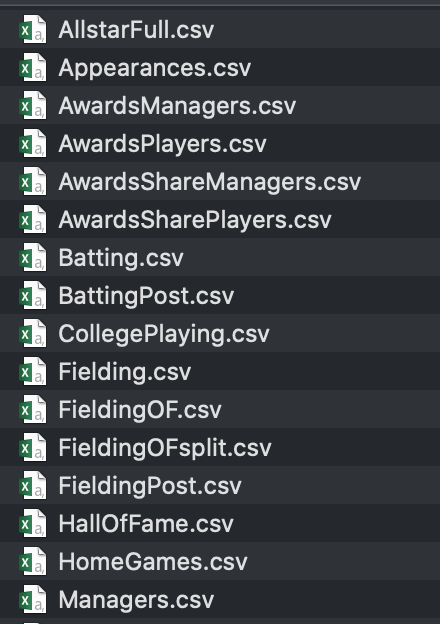 AllstarFull.csv
Appearances.csv
AwardsManagers.csv
AwardsPlayers.csv
AwardsShareManagers.csv
AwardsSharePlayers.csv
Batting.csv
BattingPost.csv
CollegePlaying.csv
Fielding.csv
FieldingOF.csv
FieldingOFsplit.csv
FieldingPost.csv
HallOfFame.csv
HomeGames.csv
Managers.csv